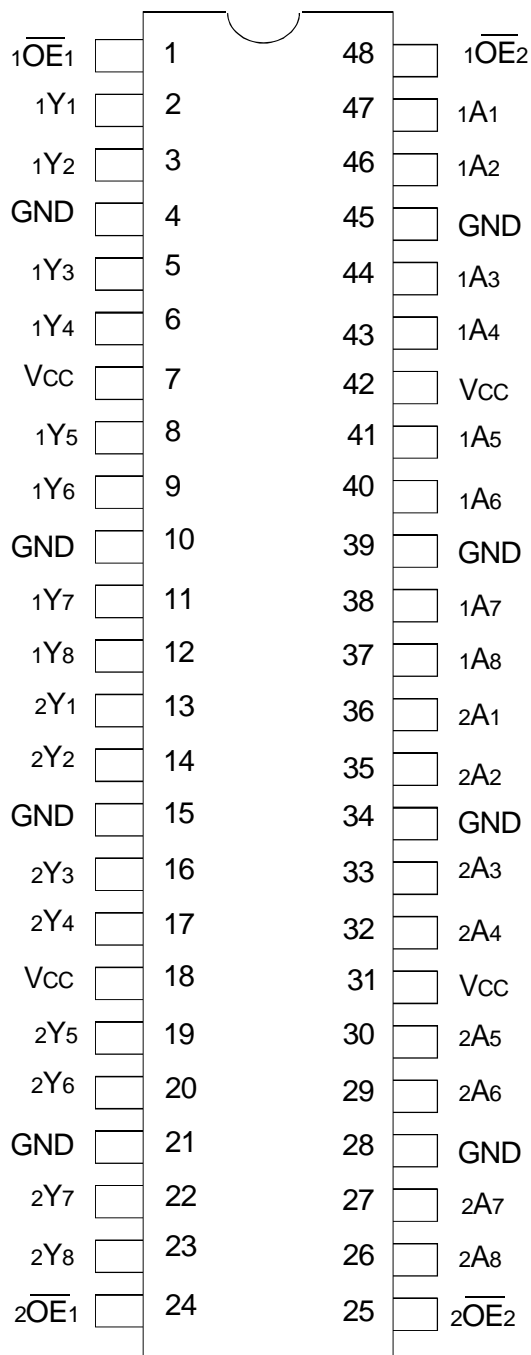 1OE1 1 48 1OE2
1Y1 2 47 1A1
1Y2 3 46 1A2
GND 4 45 GND
1Y3 5 44 1A3
1Y4 6 43 1A4
VCC 7 42 VCC
1Y5 8 41 1A5
1Y6 9 40 1A6
GND 10 39 GND
1Y7 11 38 1A7
1Y8 12 37 1A8
2Y1 13 36 2A1
2Y2 14 35 2A2
GND 15 34 GND
2Y3 16 33 2A3
2Y4 17 32 2A4
VCC 18 31 VCC
2Y5 19 30 2A5
2Y6 20 29 2A6
GND 21 28 GND
2Y7 22 27 2A7
2Y8 23 26 2A8
2OE1 24 25 2OE2